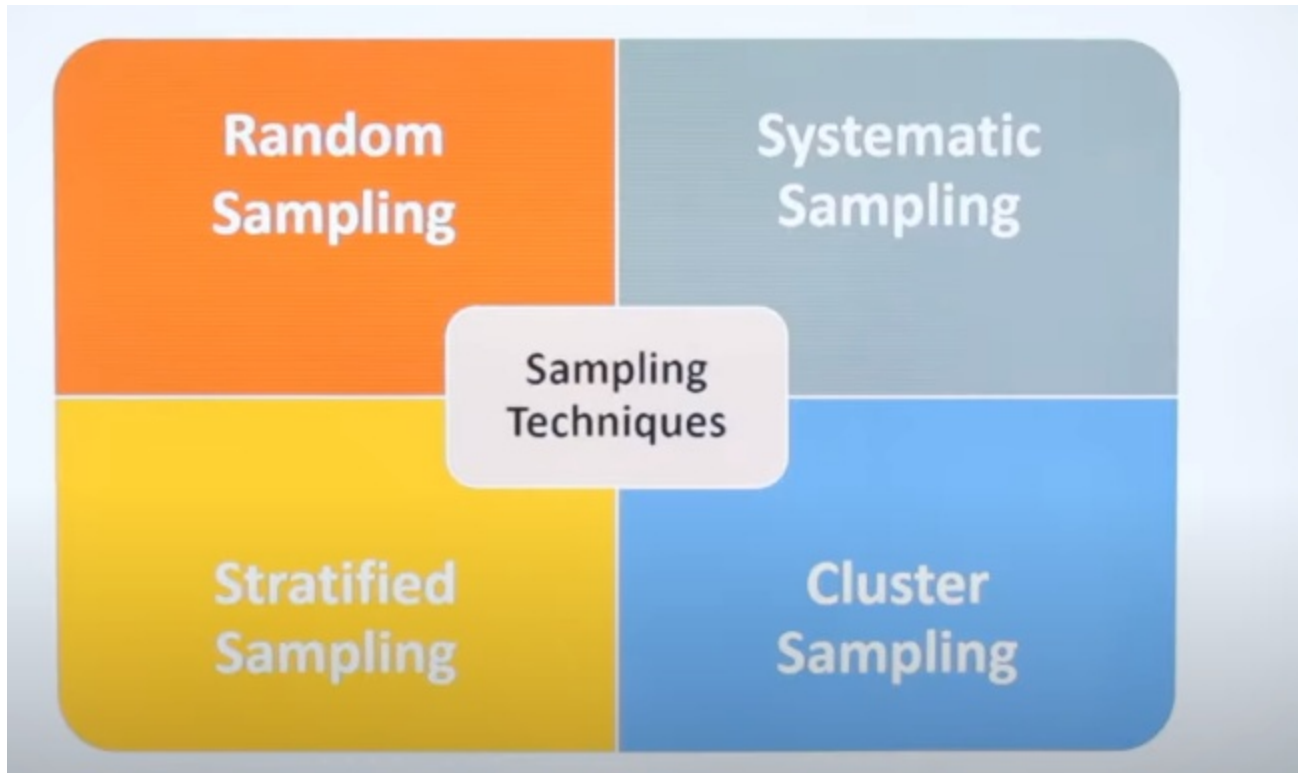 Random
Sampling
Systematic
Sampling
Sampling
Techniques
Stratified
Sampling
Cluster
Sampling